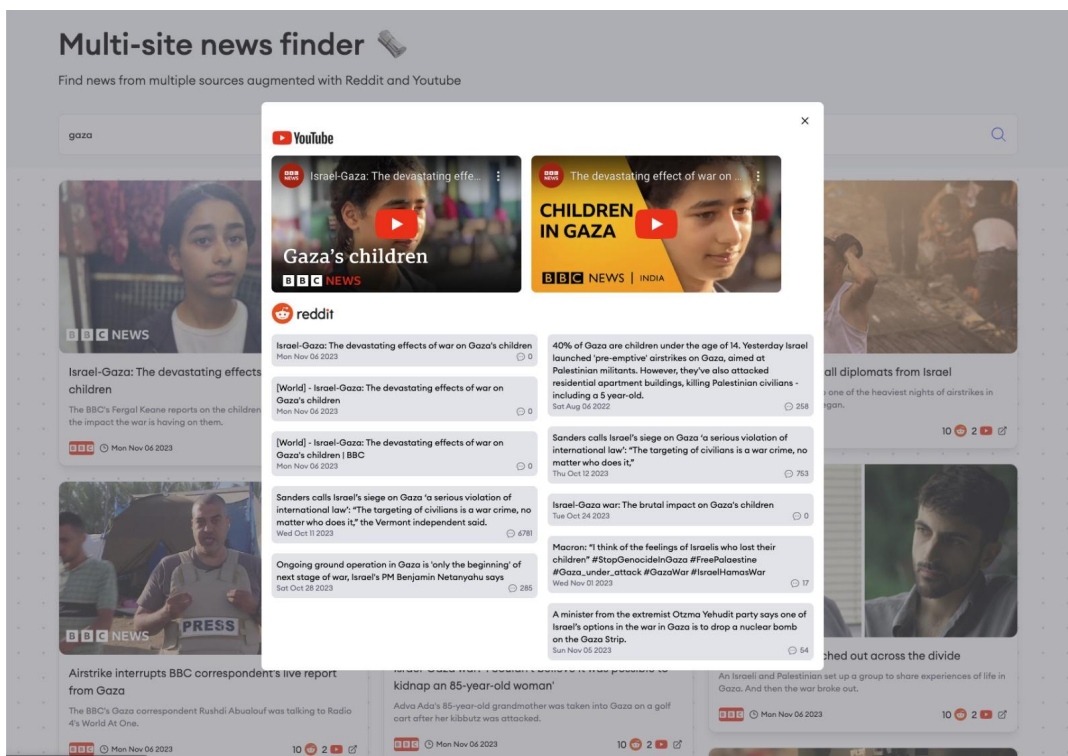 Multi-site news finder
Find news from multiple sources augmented with Reddit and Youtube
gaza
YouTube
BBC NEWS
Israel-Gaza: The devastating effe...
Gaza's children
BBC NEWS
BBC NEWS
The devastating effect of war on ...
CHILDREN
IN GAZA
BBC NEWS | INDIA
reddit
Israel-Gaza: The devastating effects of war on Gaza's children
Mon Nov 06 2023
0
[World] - Israel-Gaza: The devastating effects of war on
Gaza's children
Mon Nov 06 2023
0
[World] - Israel-Gaza: The devastating effects of war on
Gaza's children | BBC
Mon Nov 06 2023
0
Sanders calls Israel's siege on Gaza 'a serious violation of
international law': "The targeting of civilians is a war crime, no
matter who does it," the Vermont independent said.
Wed Oct 11 2023
6781
Ongoing ground operation in Gaza is 'only the beginning' of
next stage of war, Israel's PM Benjamin Netanyahu says
Sat Oct 28 2023
285
40% of Gaza are children under the age of 14. Yesterday Israel
launched 'pre-emptive' airstrikes on Gaza, aimed at
Palestinian militants. However, they've also attacked
residential apartment buildings, killing Palestinian civilians -
including a 5 year-old.
Sat Aug 06 2022
258
Sanders calls Israel's siege on Gaza 'a serious violation of
international law': "The targeting of civilians is a war crime, no
matter who does it,"
Thu Oct 12 2023
753
Israel-Gaza war: The brutal impact on Gaza's children
Tue Oct 24 2023
0
Macron: "I think of the feelings of Israelis who lost their
children" #StopGenocideInGaza #FreePalaestine
#Gaza_under_attack #GazaWar #IsraelHamasWar
Wed Nov 01 2023
17
A minister from the extremist Otzma Yehudit party says one of
Israel's options in the war in Gaza is to drop a nuclear bomb
on the Gaza Strip.
Sun Nov 05 2023
54
BBC NEWS
Israel-Gaza: The devastating effects
children
The BBC's Fergal Keane reports on the children
the impact the war is having on them.
BBC Mon Nov 06 2023
all diplomats from Israel
one of the heaviest nights of airstrikes in
egan.
10 2
PRESS
BBC NEWS
Airstrike interrupts BBC correspondent's live report
from Gaza
The BBC's Gaza correspondent Rushdi Abualouf was talking to Radio
4's World At One.
BBC Mon Nov 06 2023
10 2
kidnap an 85-year-old woman'
Adva Ada's 85-year-old grandmother was taken into Gaza on a golf
cart after her kibbutz was attacked.
BBC Mon Nov 06 2023
10 2
ched out across the divide
An Israeli and Palestinian set up a group to share experiences of life in
Gaza. And then the war broke out.
BBC Mon Nov 06 2023
10 2